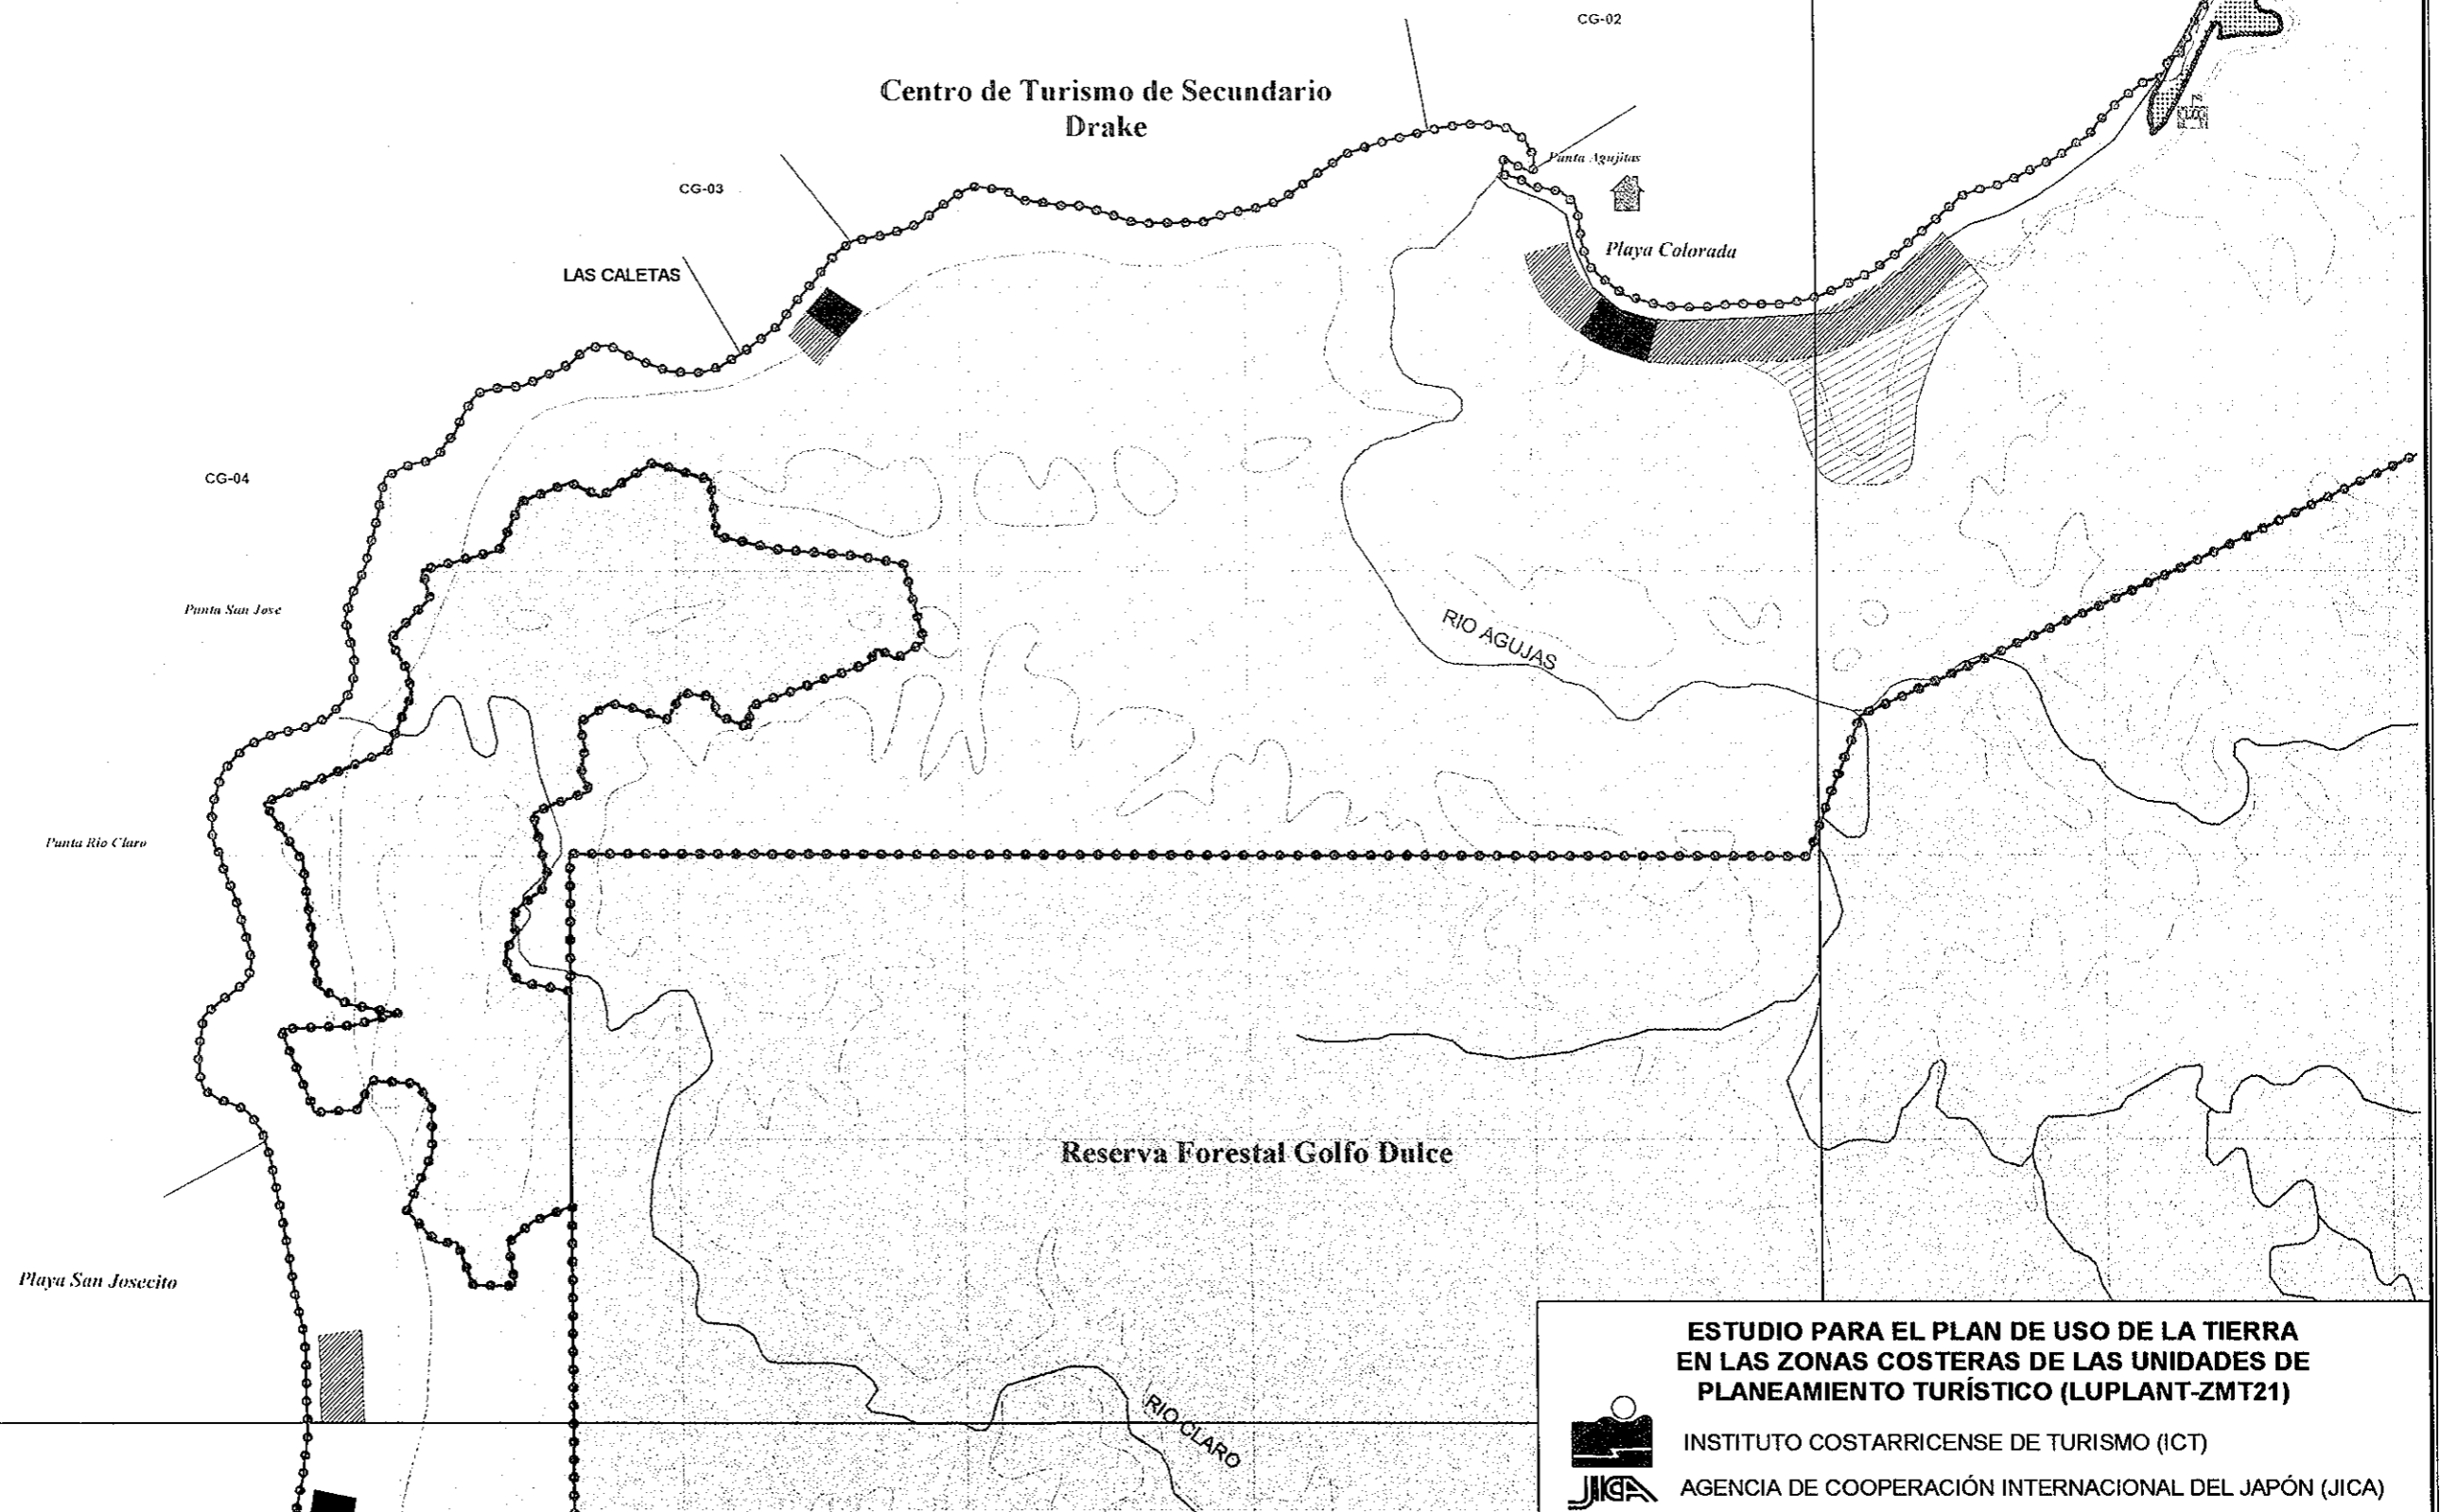 CG-02
Centro de Turismo de Secundario
Drake
Punta Agujitas
CG-03
Playa Colorada
LAS CALETAS
CG-04
Punta San Jose
RIO AGUJAS
Punta Rio Claro
Reserva Forestal Golfo Dulce
Playa San Josecito
RIO CLARO
ESTUDIO PARA EL PLAN DE USO DE LA TIERRA
EN LAS ZONAS COSTERAS DE LAS UNIDADES DE
PLANEAMIENTO TURÍSTICO (LUPLANT-ZMT21)
INSTITUTO COSTARRICENSE DE TURISMO (ICT)
JICA AGENCIA DE COOPERACIÓN INTERNACIONAL DEL JAPÓN (JICA)